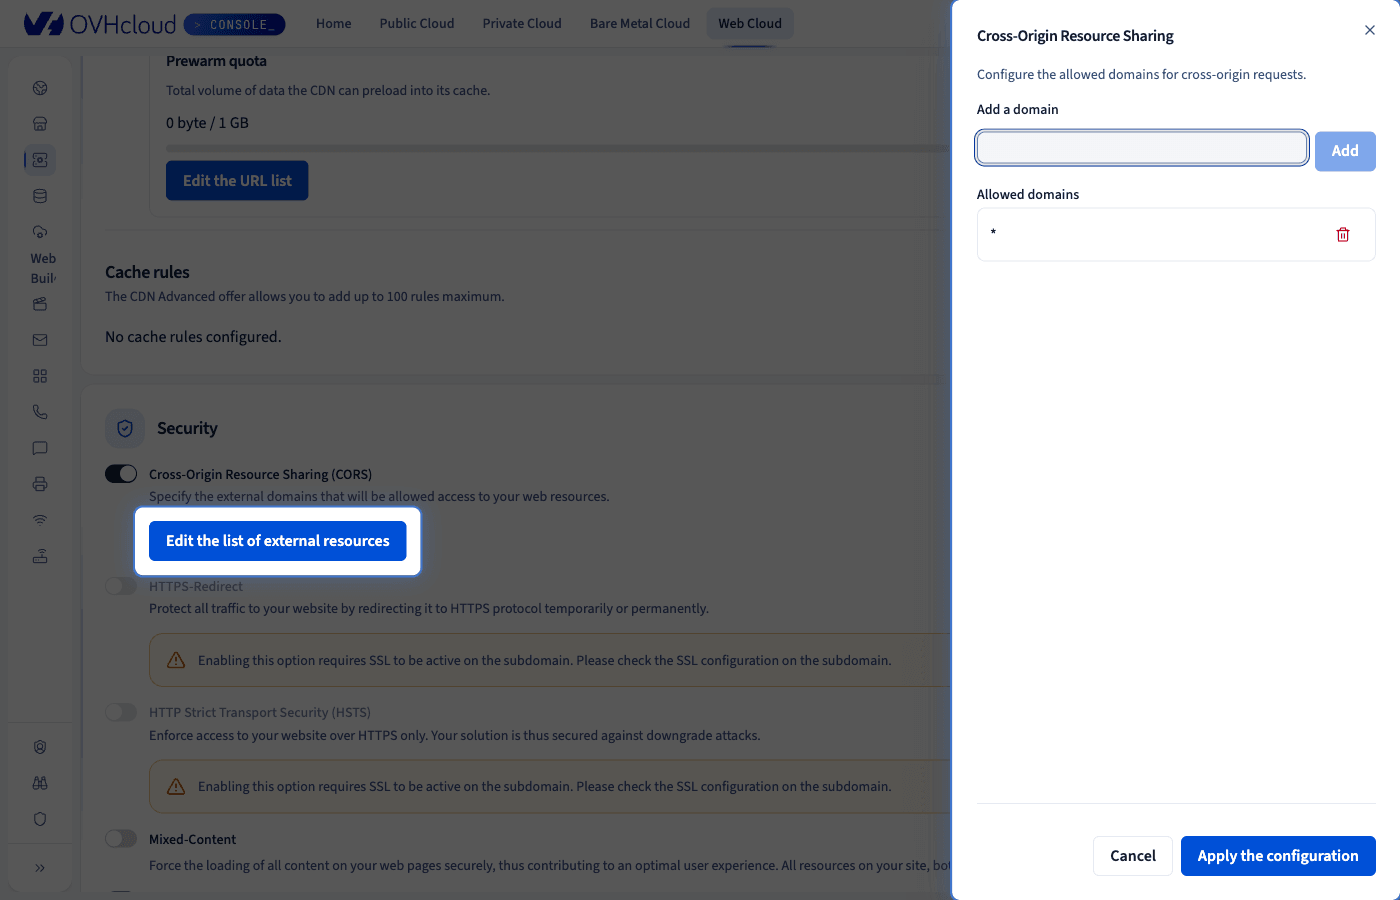 OVHcloud > CONSOLE_
Home
Public Cloud
Private Cloud
Bare Metal Cloud
Web Cloud
Web
Buil
Prewarm quota
Total volume of data the CDN can preload into its cache.
0 byte / 1 GB
Edit the URL list
Cache rules
The CDN Advanced offer allows you to add up to 100 rules maximum.
No cache rules configured.
Security
Cross-Origin Resource Sharing (CORS)
Specify the external domains that will be allowed access to your web resources.
Edit the list of external resources
HTTPS-Redirect
Protect all traffic to your website by redirecting it to HTTPS protocol temporarily or permanently.
Enabling this option requires SSL to be active on the subdomain. Please check the SSL configuration on the subdomain.
HTTP Strict Transport Security (HSTS)
Enforce access to your website over HTTPS only. Your solution is thus secured against downgrade attacks.
Enabling this option requires SSL to be active on the subdomain. Please check the SSL configuration on the subdomain.
Mixed-Content
Force the loading of all content on your web pages securely, thus contributing to an optimal user experience. All resources on your site, bot
Cross-Origin Resource Sharing
Configure the allowed domains for cross-origin requests.
Add a domain
Add
Allowed domains
*
Cancel
Apply the configuration